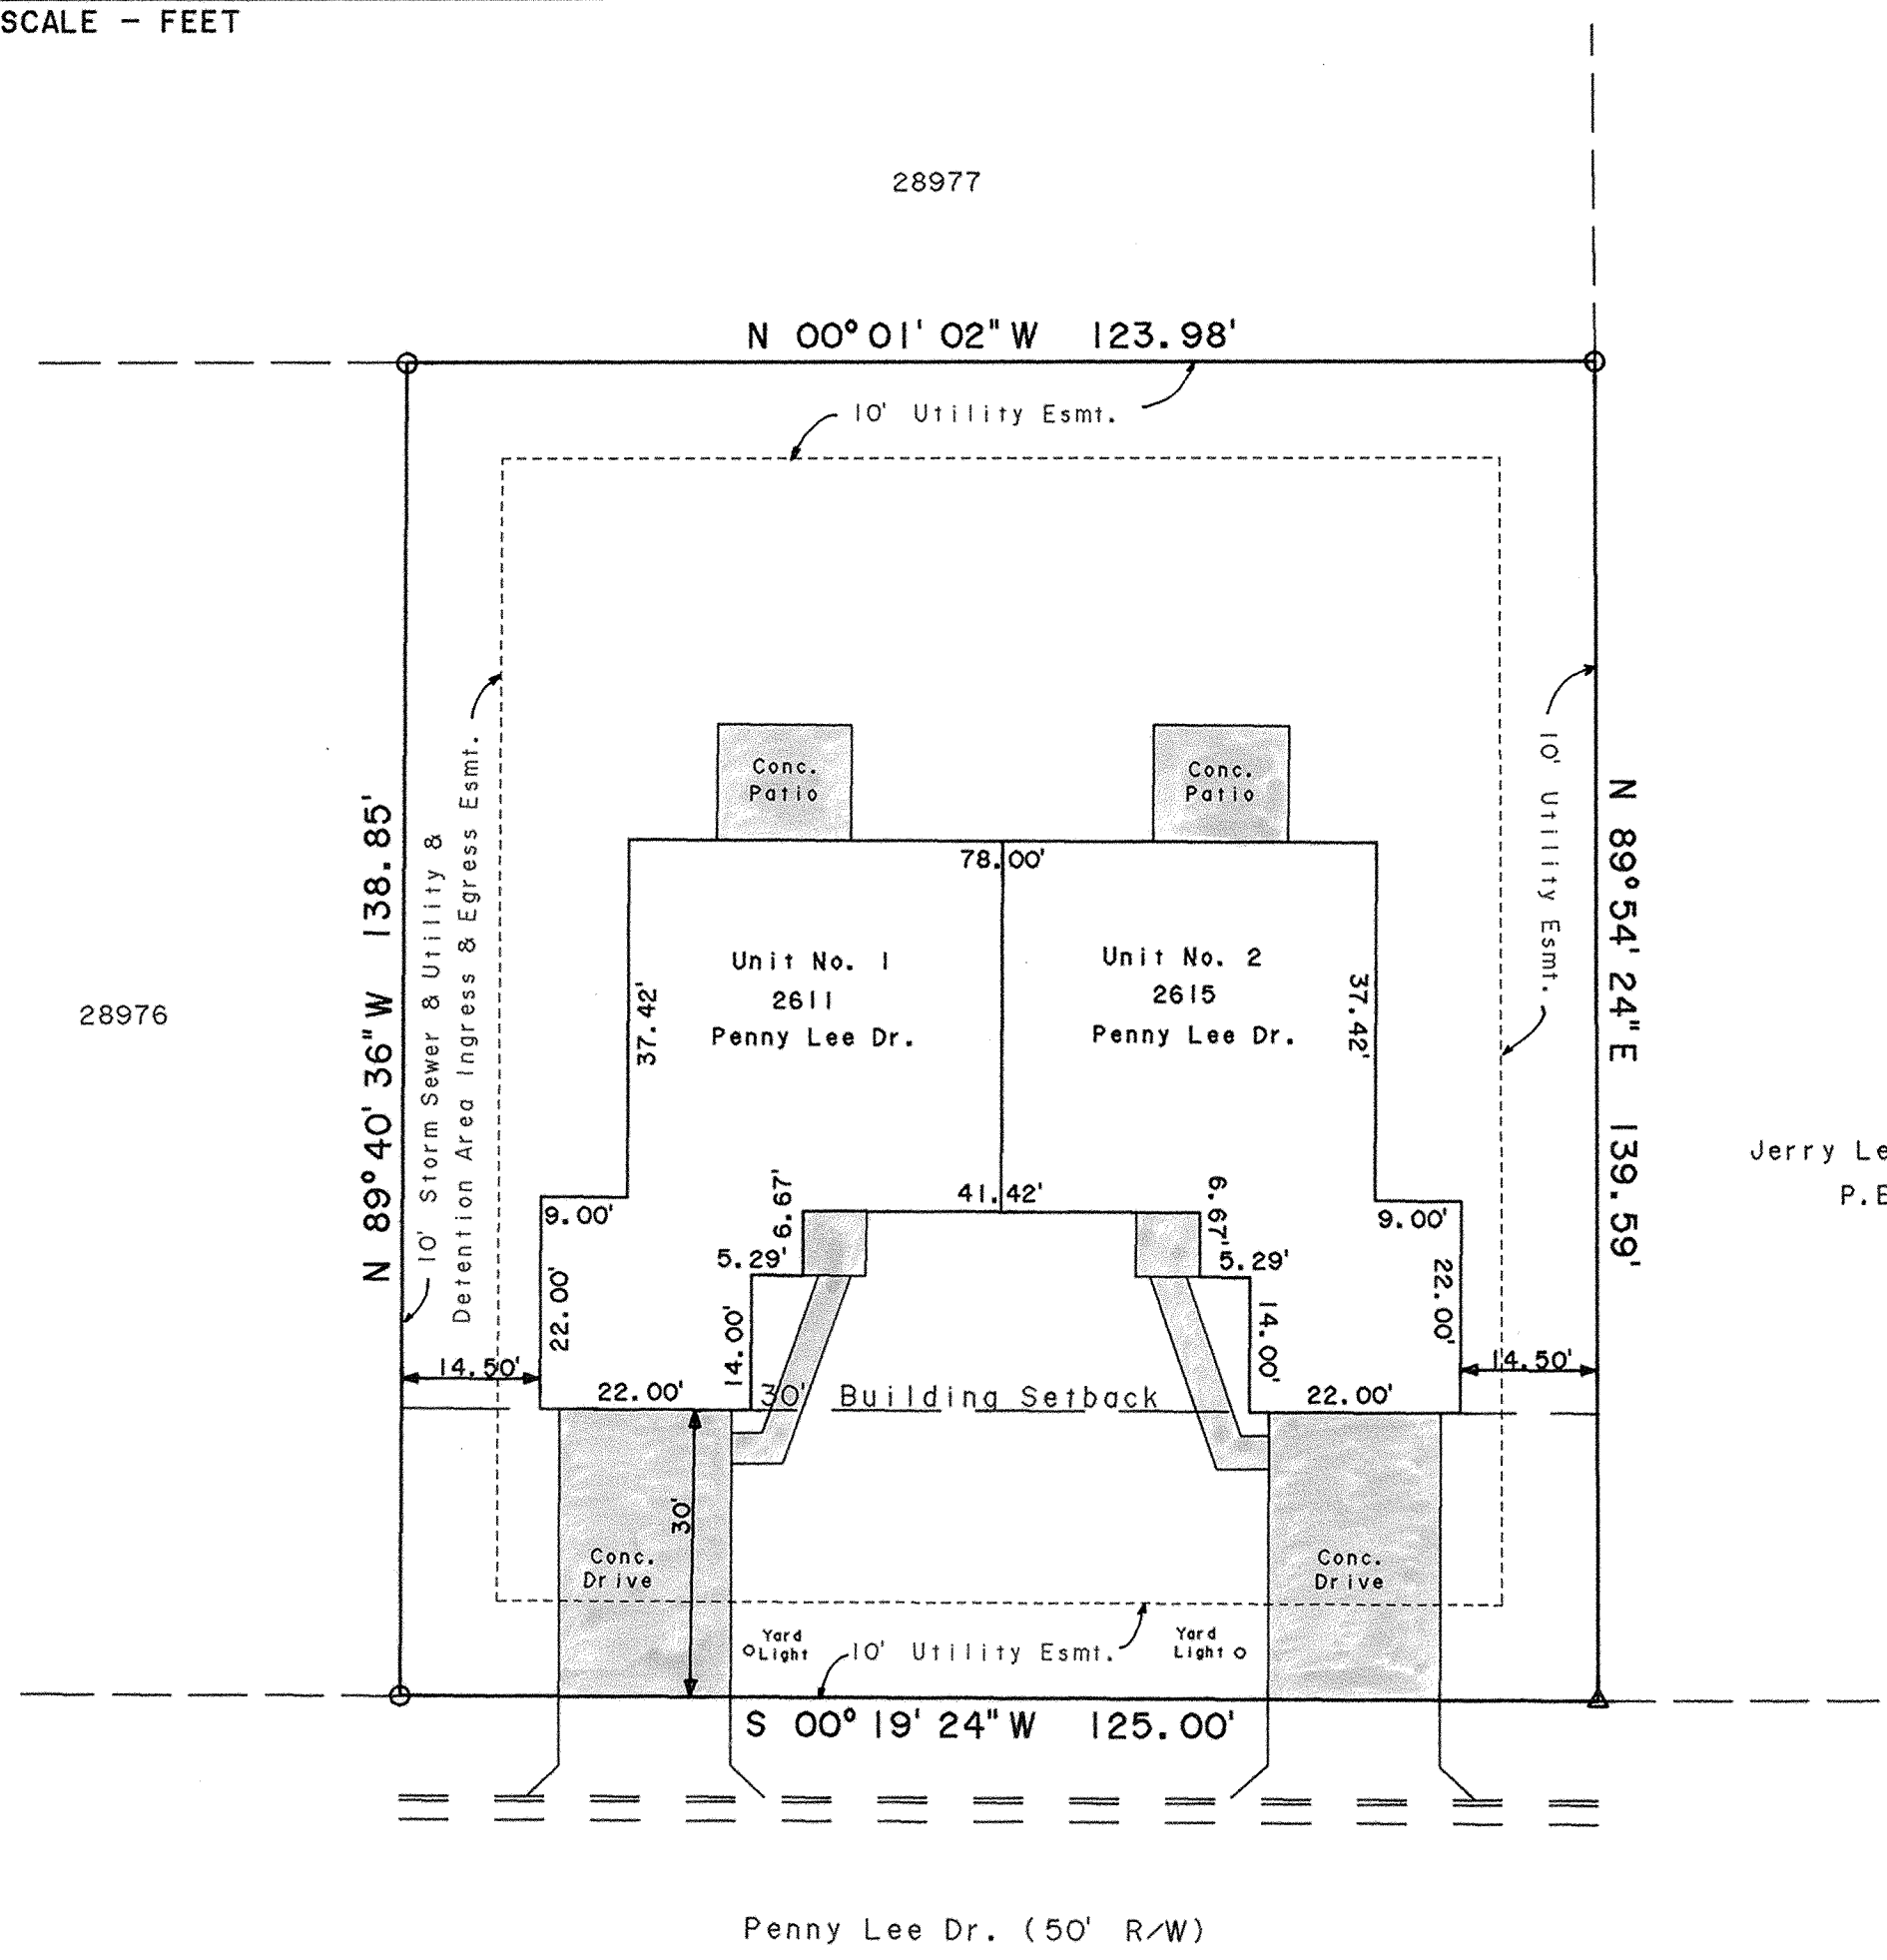 SCALE - FEET
28977
N 00° 01' 02" W 123.98'
10' Utility Esmt.
Conc.
Patio
Conc.
Patio
78.00'
N 89° 40' 36" W 138.85'
10' Storm Sewer & Utility &
Detention Area Ingress & Egress Esmt.
10' Utility Esmt.
N 89° 54' 24" E 139.59'
28976
Unit No. 1
2611
Penny Lee Dr.
Unit No. 2
2615
Penny Lee Dr.
37.42'
37.42'
Jerry Le
P.B
41.42'
6.67'
6.67'
9.00'
9.00'
5.29'
5.29'
22.00'
14.00'
14.00'
22.00'
14.50'
14.50'
22.00'
22.00'
30' Building Setback
30'
Conc.
Drive
Conc.
Drive
Yard
Light
10' Utility Esmt.
Yard
Light
S 00° 19' 24" W 125.00'
Penny Lee Dr. (50' R/W)